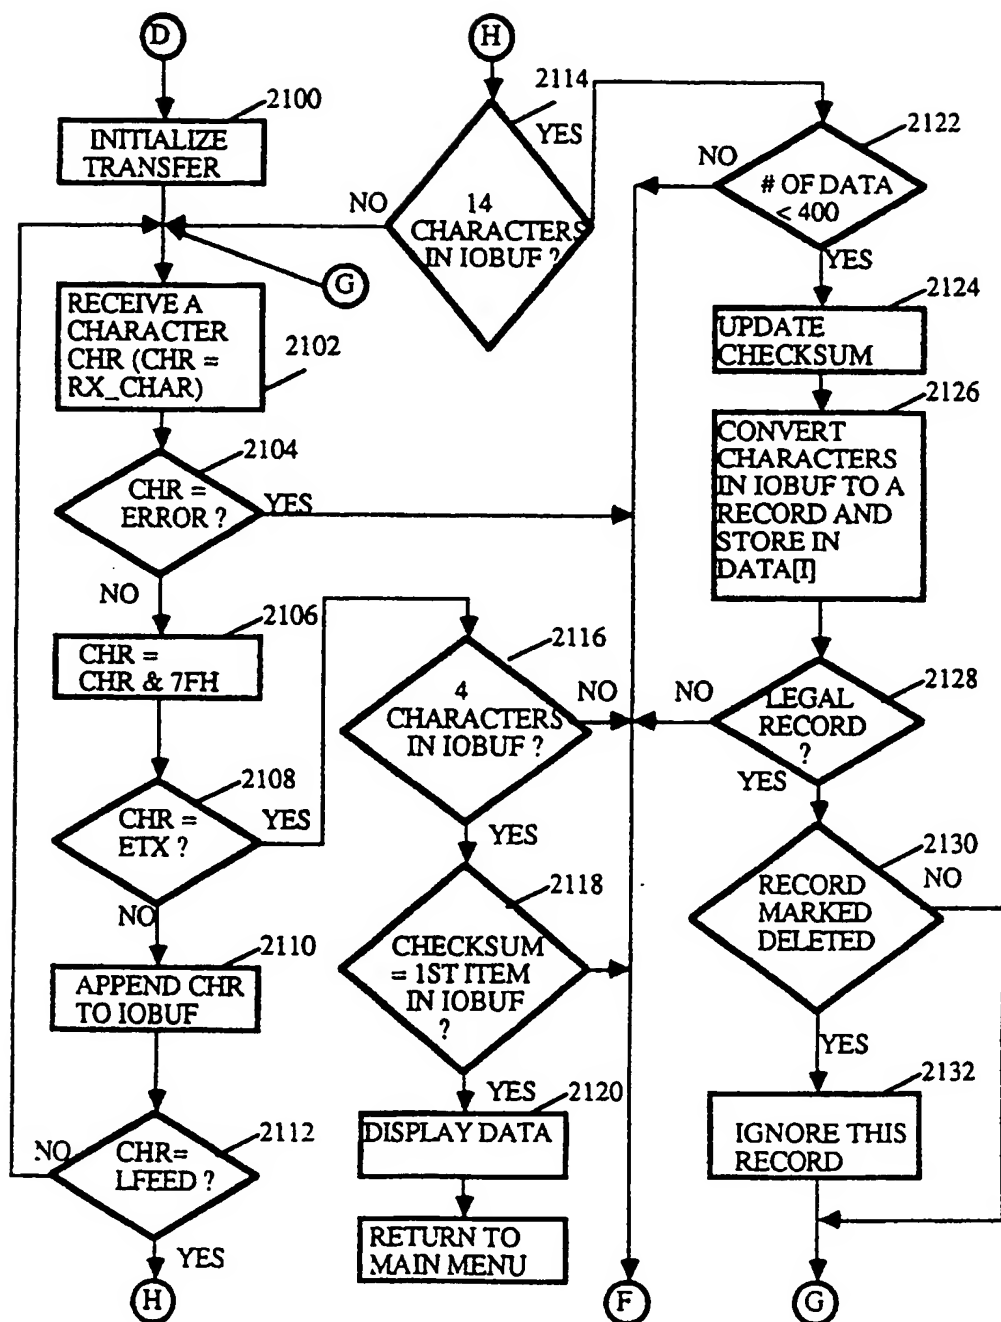 D
2100
INITIALIZE
TRANSFER
G
RECEIVE A
CHARACTER
CHR (CHR =
RX_CHAR)
2102
2104
CHR =
ERROR ?
YES
NO
2106
CHR =
CHR & 7FH
2108
CHR =
ETX ?
YES
NO
2110
APPEND CHR
TO IOBUF
2112
CHR=
LFEED ?
NO
YES
H
H
2114
YES
NO
14
CHARACTERS
IN IOBUF ?
2116
4
CHARACTERS
IN IOBUF ?
NO
YES
2118
CHECKSUM
= 1ST ITEM
IN IOBUF
?
YES
2120
DISPLAY DATA
RETURN TO
MAIN MENU
F
2122
NO
# OF DATA
< 400
YES
2124
UPDATE
CHECKSUM
2126
CONVERT
CHARACTERS
IN IOBUF TO A
RECORD AND
STORE IN
DATA[I]
2128
NO
LEGAL
RECORD
?
YES
2130
NO
RECORD
MARKED
DELETED
YES
2132
IGNORE THIS
RECORD
G